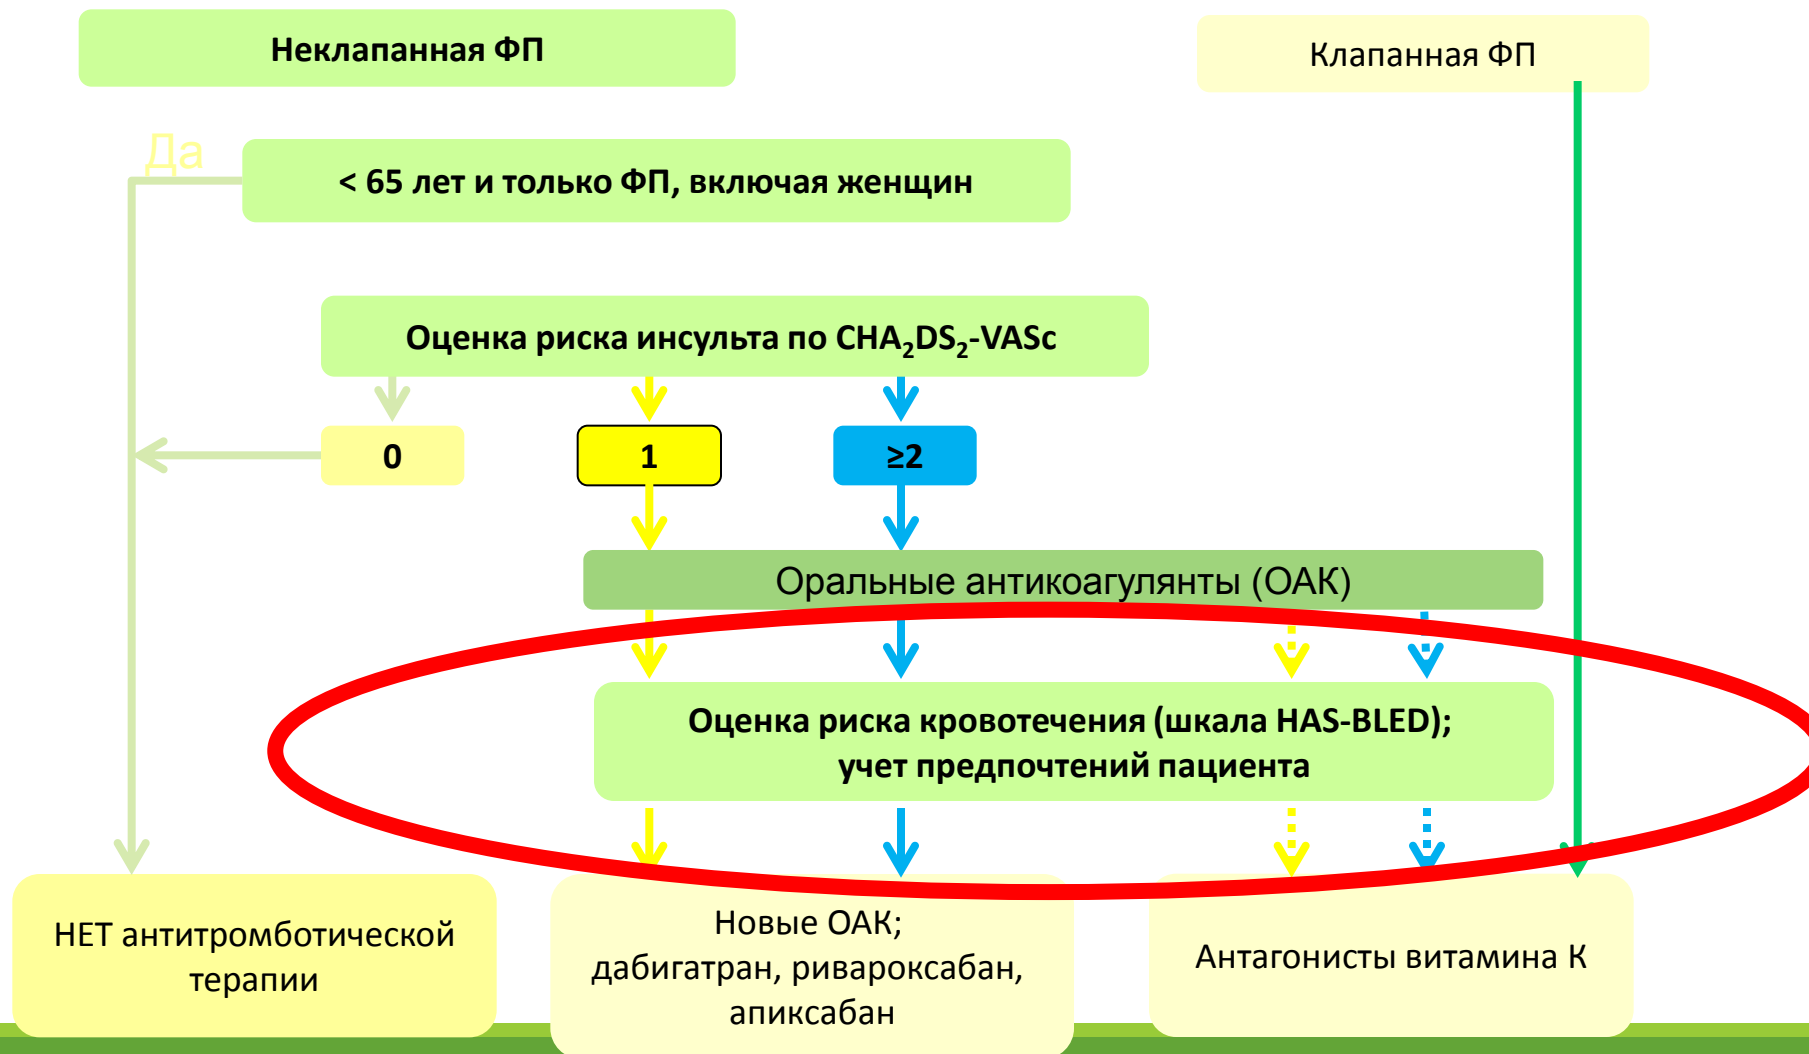 Неклапанная ФП
Клапанная ФП
Да
< 65 лет и только ФП, включая женщин
Оценка риска инсульта по CHA₂DS₂-VASc
0
1
≥2
Оральные антикоагулянты (ОАК)
Оценка риска кровотечения (шкала HAS-BLED);
учет предпочтений пациента
НЕТ антитромботической
терапии
Новые ОАК;
дабигатран, ривароксабан,
апиксабан
Антагонисты витамина К